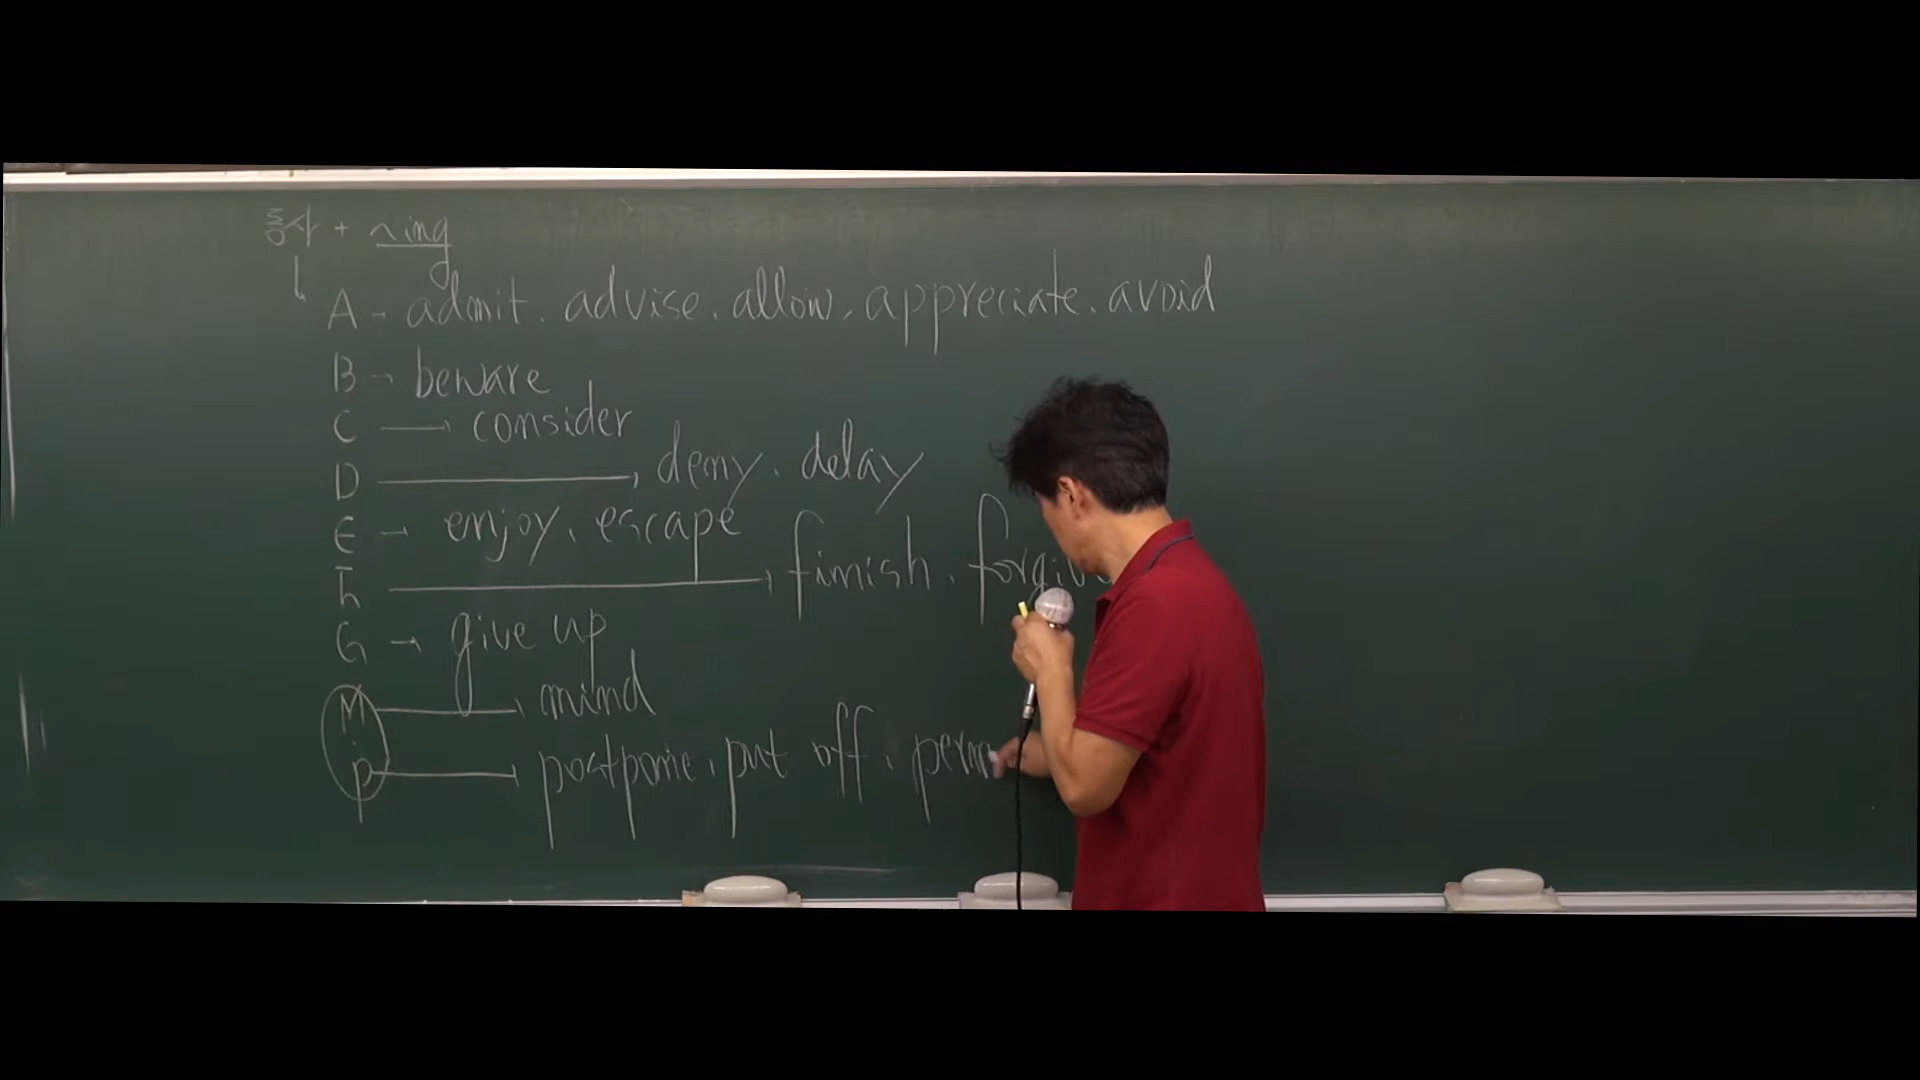 동사 + ~ing
A → admit. advise. allow, appreciate. avoid
B → beware
C → consider
D → deny. delay
E → enjoy. escape
F → finish. forgive
G → give up
M → mind
P → postpone, put off, perm